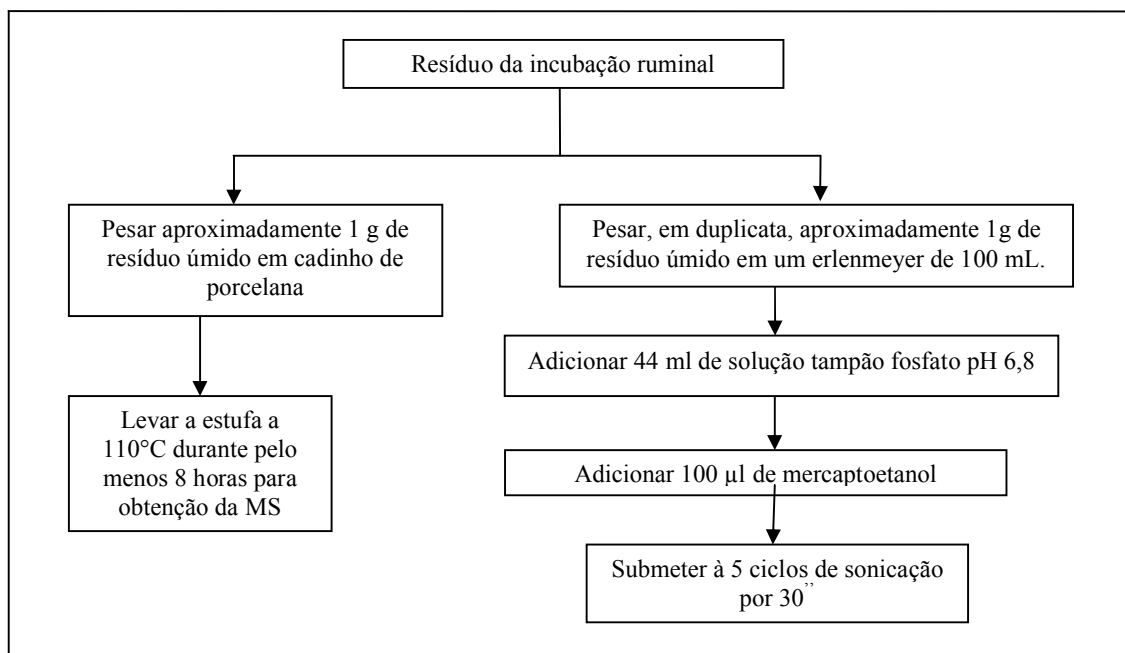 Resíduo da incubação ruminal
Pesar aproximadamente 1 g de
resíduo úmido em cadinho de
porcelana
Levar a estufa a
110°C durante pelo
menos 8 horas para
obtenção da MS
Pesar, em duplicata, aproximadamente 1g de
resíduo úmido em um erlenmeyer de 100 mL.
Adicionar 44 ml de solução tampão fosfato pH 6,8
Adicionar 100 µl de mercaptoetanol
Submeter à 5 ciclos de sonicação
por 30’’